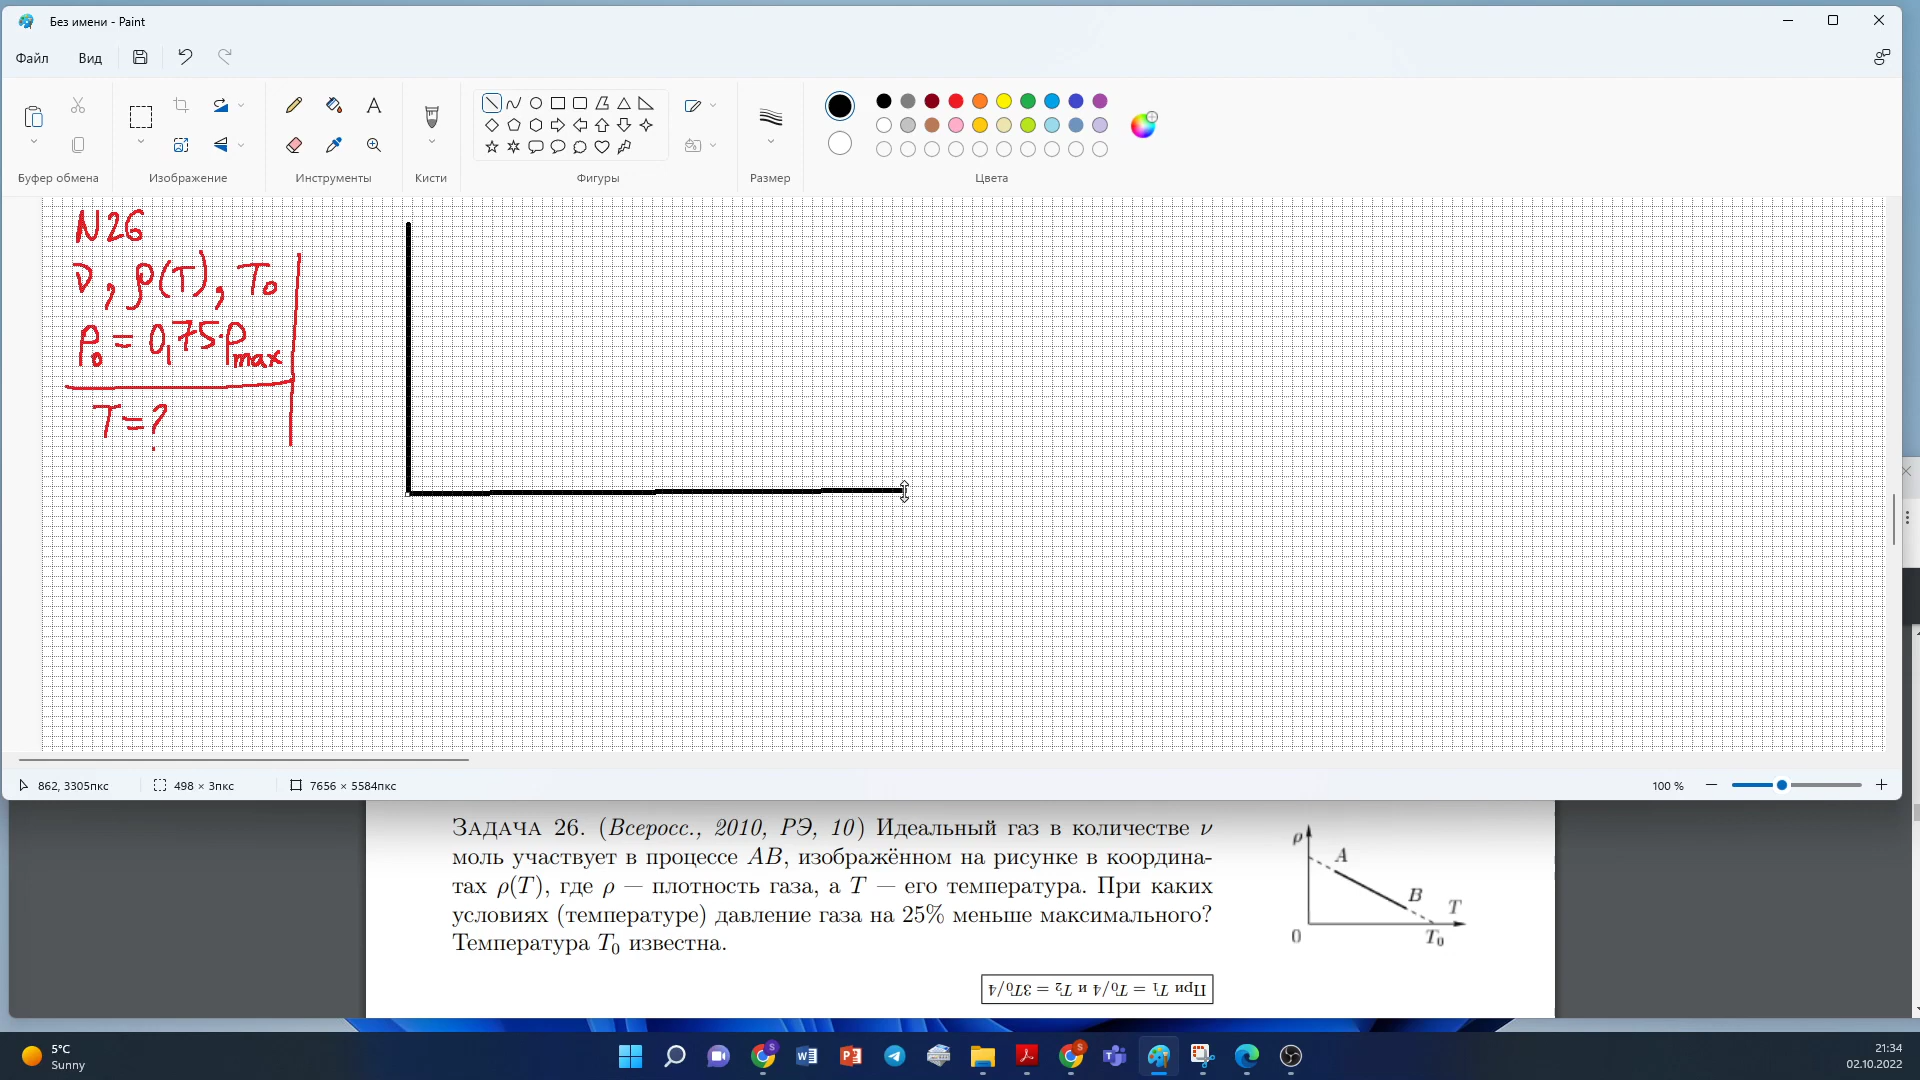 Без имени - Paint
Файл Вид
Буфер обмена Изображение Инструменты Кисти Фигуры Размер Цвета
N26
ν, ρ(T), T₀
p₀ = 0,75·pmax
T = ?
862, 3305пкс 498 × 3пкс 7656 × 5584пкс 100 %
Задача 26. (Всеросс., 2010, РЭ, 10) Идеальный газ в количестве ν
моль участвует в процессе AB, изображённом на рисунке в координа-
тах ρ(T), где ρ — плотность газа, а T — его температура. При каких
условиях (температуре) давление газа на 25% меньше максимального?
Температура T₀ известна.
ρ A B T
0 T₀
При T₁ = T₀/4 и T₂ = 3T₀/4
5°C
Sunny
21:34
02.10.2022